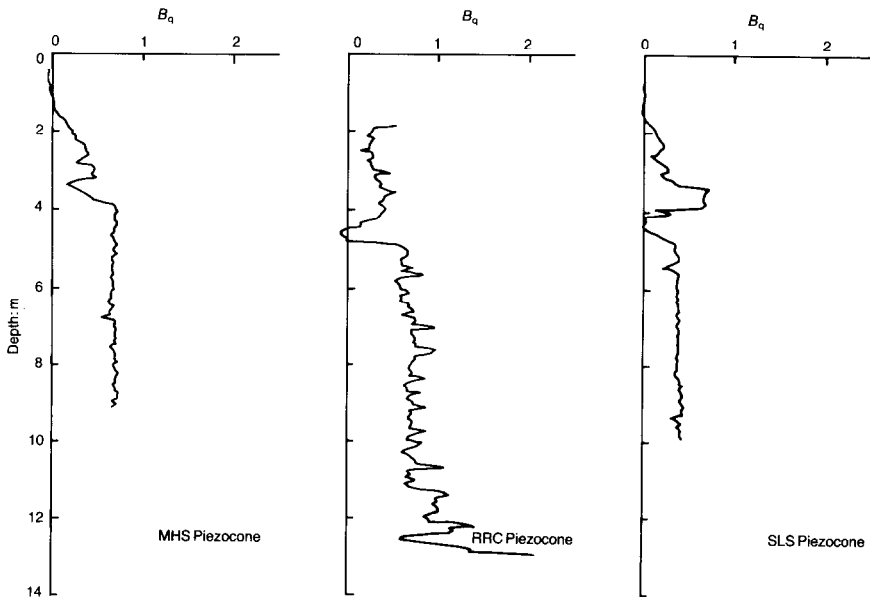 Bq
Bq
Bq
0 1 2
0 1 2
0 1 2
0
2
4
6
8
10
12
14
Depth: m
MHS Piezocone
RRC Piezocone
SLS Piezocone